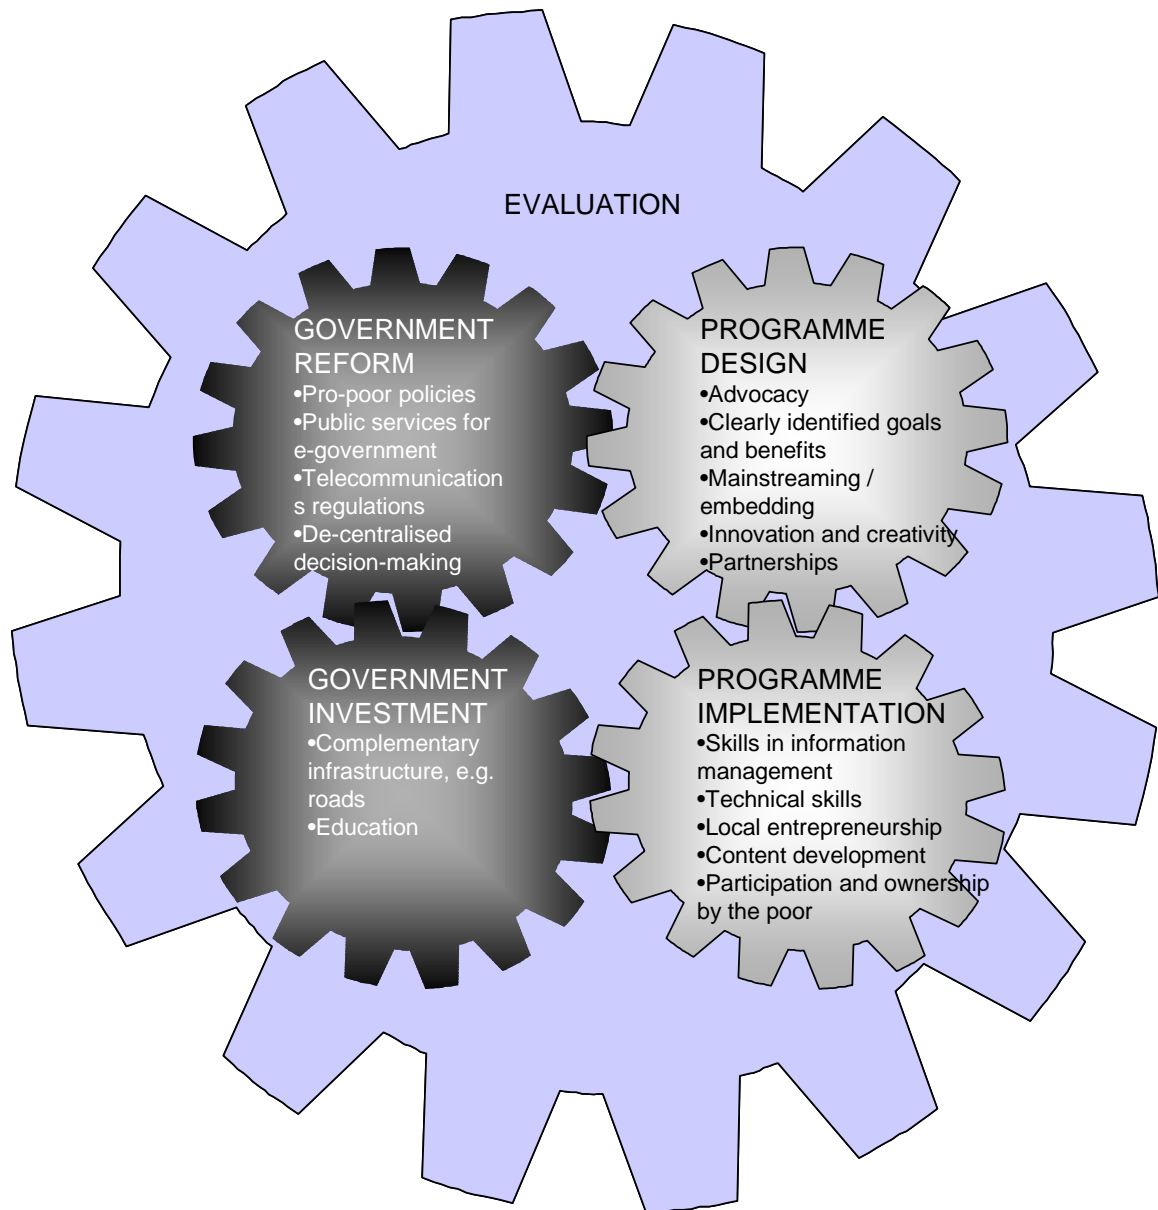 EVALUATION
GOVERNMENT
REFORM
•Pro-poor policies
•Public services for
e-government
•Telecommunication
s regulations
•De-centralised
decision-making
PROGRAMME
DESIGN
•Advocacy
•Clearly identified goals
and benefits
•Mainstreaming /
embedding
•Innovation and creativity
•Partnerships
GOVERNMENT
INVESTMENT
•Complementary
infrastructure, e.g.
roads
•Education
PROGRAMME
IMPLEMENTATION
•Skills in information
management
•Technical skills
•Local entrepreneurship
•Content development
•Participation and ownership
by the poor